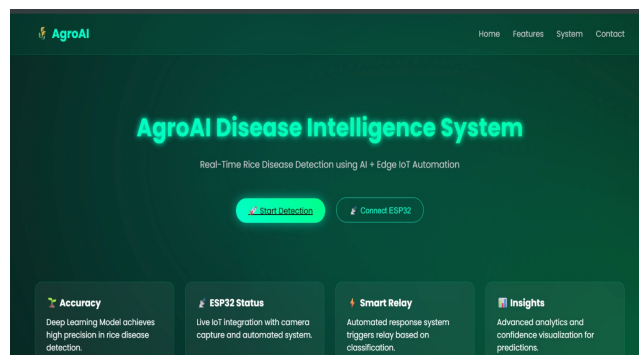 AgroAI
Home Features System Contact
AgroAI Disease Intelligence System
Real-Time Rice Disease Detection using AI + Edge IoT Automation
Start Detection
Connect ESP32
Accuracy
Deep Learning Model achieves
high precision in rice disease
detection.
ESP32 Status
Live IoT integration with camera
capture and automated system.
Smart Relay
Automated response system
triggers relay based on
classification.
Insights
Advanced analytics and
confidence visualization for
predictions.